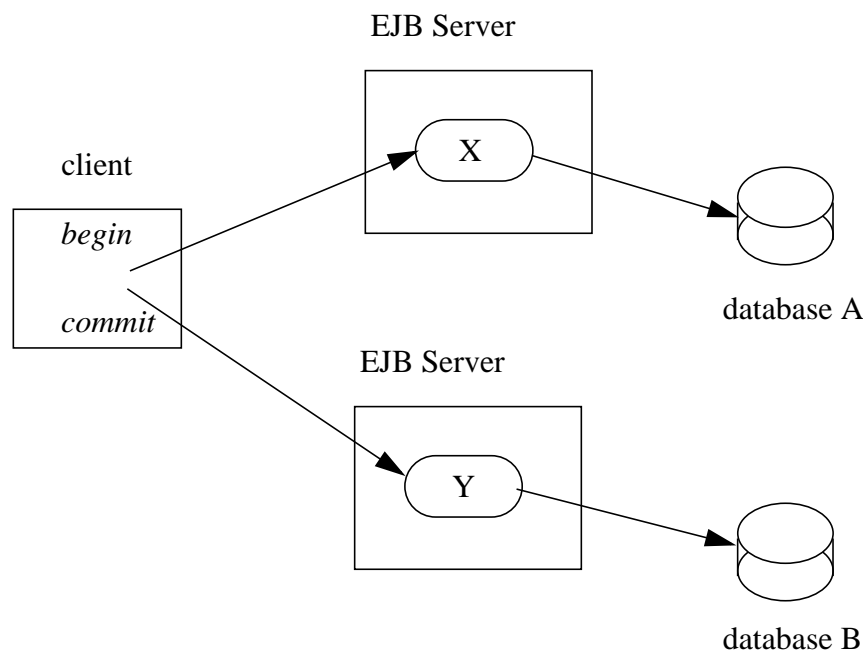 EJB Server
X
client
begin
commit
database A
EJB Server
Y
database B